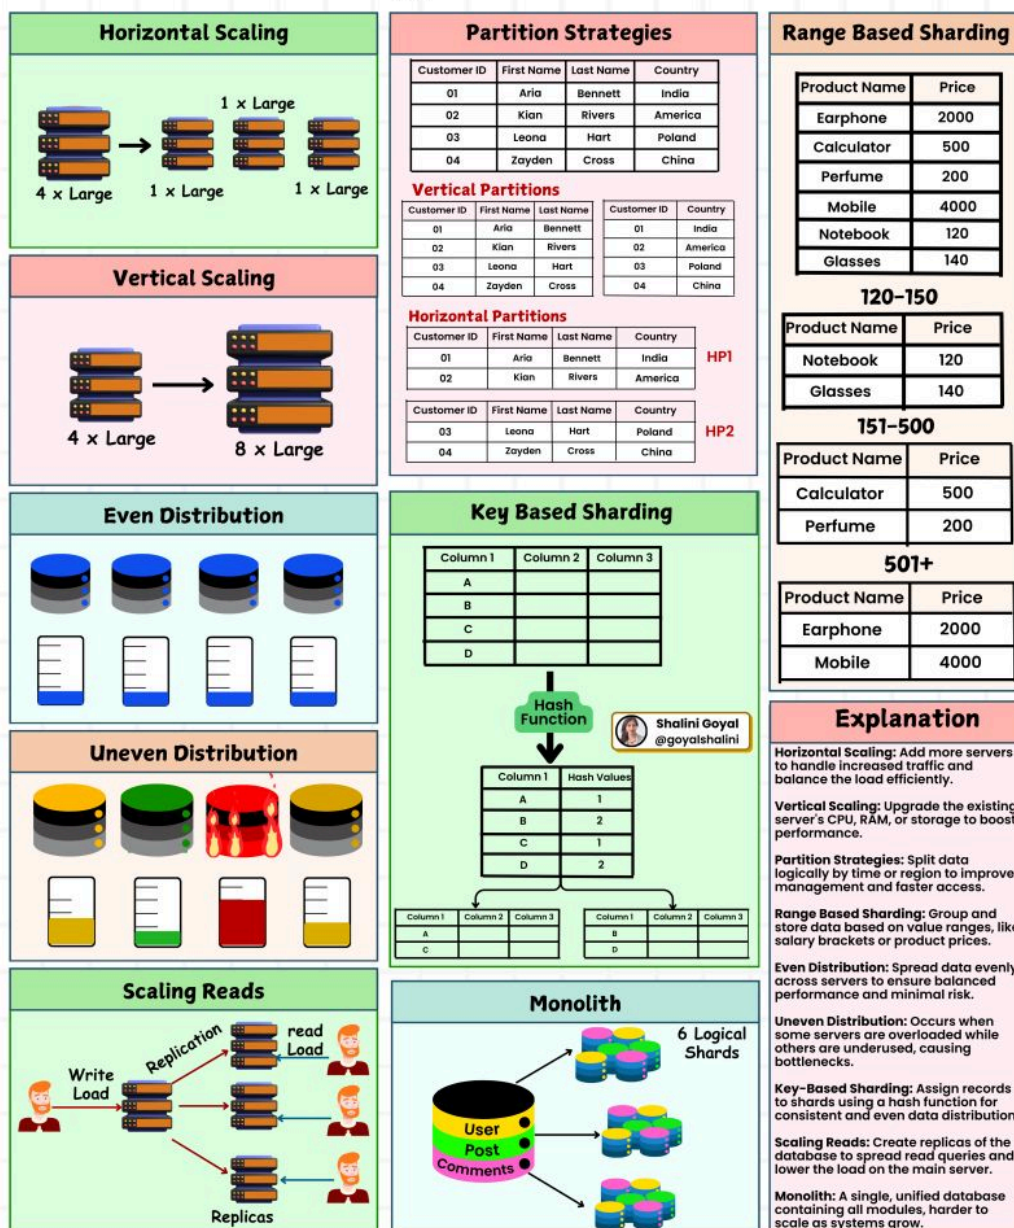 Horizontal Scaling
1 x Large
4 x Large
1 x Large
1 x Large
Vertical Scaling
4 x Large
8 x Large
Even Distribution
Uneven Distribution
Scaling Reads
Replication
read
Load
Write
Load
Replicas
Partition Strategies
Customer ID First Name Last Name Country
01 Aria Bennett India
02 Kian Rivers America
03 Leona Hart Poland
04 Zayden Cross China
Vertical Partitions
Customer ID First Name Last Name
01 Aria Bennett
02 Kian Rivers
03 Leona Hart
04 Zayden Cross
Customer ID Country
01 India
02 America
03 Poland
04 China
Horizontal Partitions
Customer ID First Name Last Name Country
01 Aria Bennett India
02 Kian Rivers America
HP1
Customer ID First Name Last Name Country
03 Leona Hart Poland
04 Zayden Cross China
HP2
Key Based Sharding
Column 1 Column 2 Column 3
A
B
C
D
Hash
Function
Shalini Goyal
@goyalshalini
Column 1 Hash Values
A 1
B 2
C 1
D 2
Column 1 Column 2 Column 3
A
C
Column 1 Column 2 Column 3
B
D
Monolith
6 Logical
Shards
User
Post
Comments
Range Based Sharding
Product Name Price
Earphone 2000
Calculator 500
Perfume 200
Mobile 4000
Notebook 120
Glasses 140
120-150
Product Name Price
Notebook 120
Glasses 140
151-500
Product Name Price
Calculator 500
Perfume 200
501+
Product Name Price
Earphone 2000
Mobile 4000
Explanation
Horizontal Scaling: Add more servers
to handle increased traffic and
balance the load efficiently.
Vertical Scaling: Upgrade the existing
server's CPU, RAM, or storage to boost
performance.
Partition Strategies: Split data
logically by time or region to improve
management and faster access.
Range Based Sharding: Group and
store data based on value ranges, like
salary brackets or product prices.
Even Distribution: Spread data evenly
across servers to ensure balanced
performance and minimal risk.
Uneven Distribution: Occurs when
some servers are overloaded while
others are underused, causing
bottlenecks.
Key-Based Sharding: Assign records
to shards using a hash function for
consistent and even data distribution
Scaling Reads: Create replicas of the
database to spread read queries and
lower the load on the main server.
Monolith: A single, unified database
containing all modules, harder to
scale as systems grow.